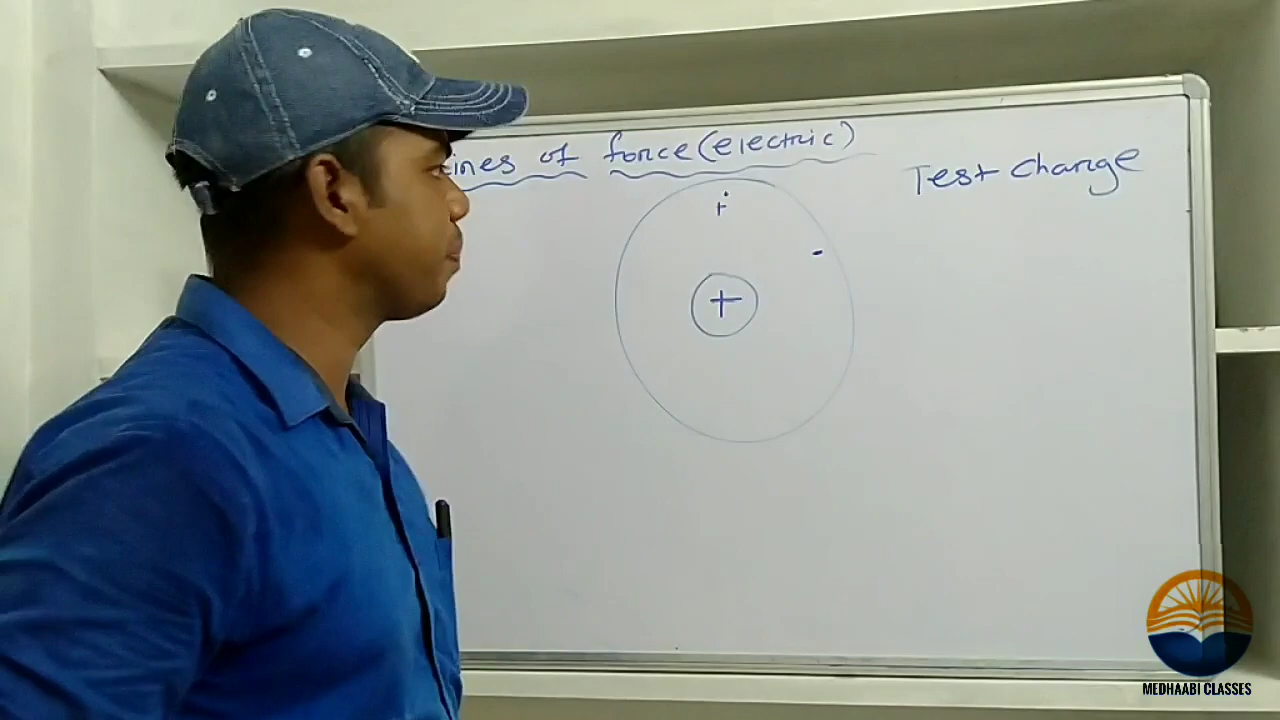 ines of force (electric)
Test Charge
+
+
-
MEDHAABI CLASSES